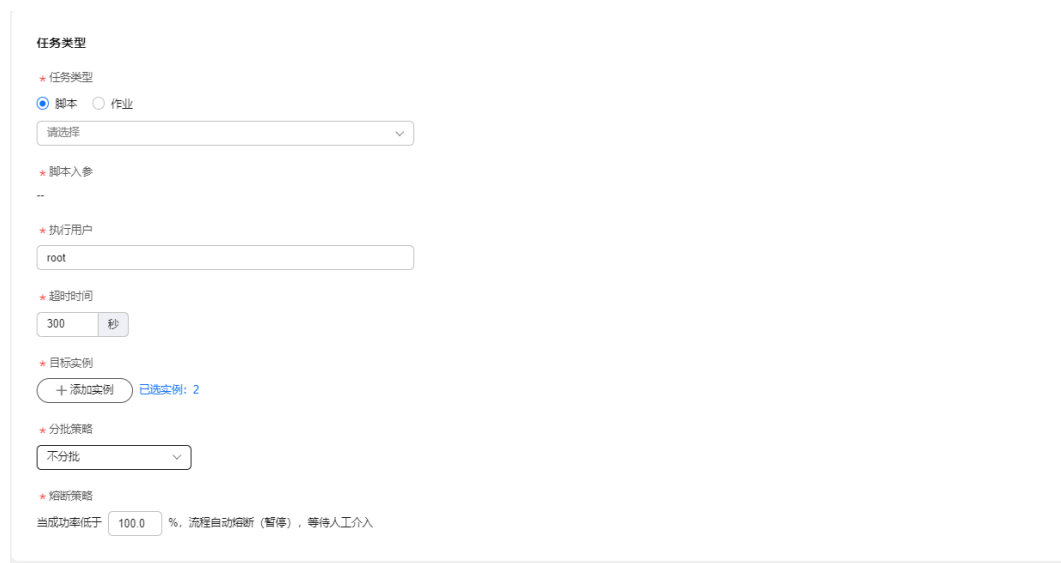 任务类型
* 任务类型
脚本 作业
请选择
* 脚本入参
--
* 执行用户
root
* 超时时间
300 秒
* 目标实例
+ 添加实例 已选实例: 2
* 分批策略
不分批
* 熔断策略
当成功率低于 100.0 %, 流程自动熔断 (暂停) , 等待人工介入